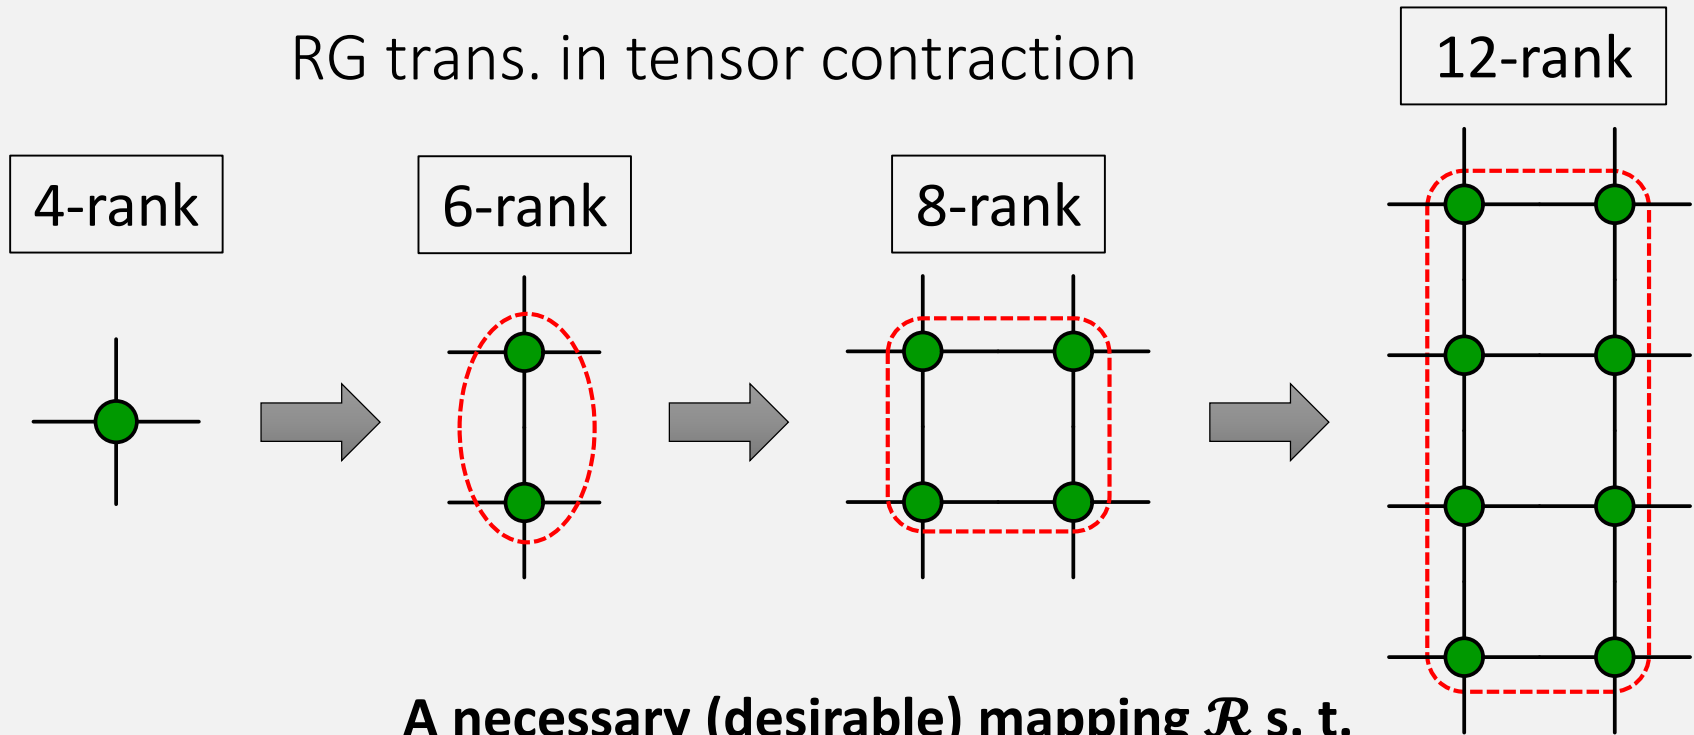 RG trans. in tensor contraction
12-rank
4-rank
6-rank
8-rank
A necessary (desirable) mapping 𝓡 s. t.